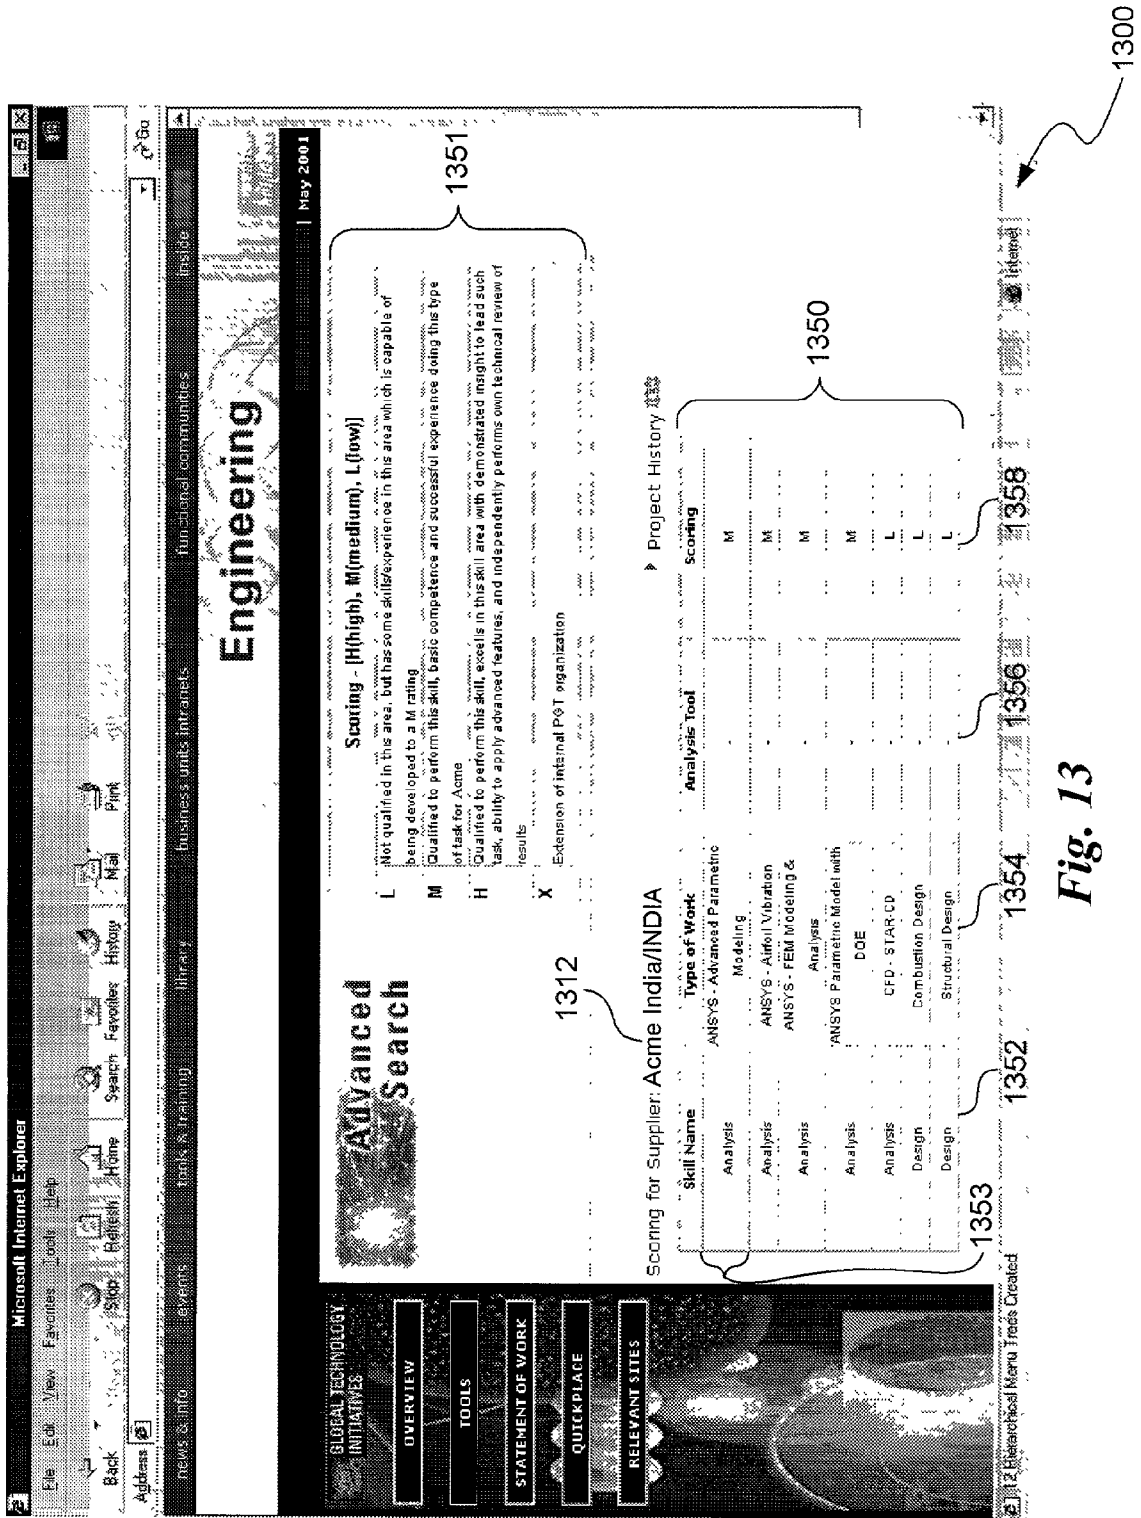 Microsoft Internet Explorer
File Edit View Favorites Tools Help
Back Stop Refresh Home Search Favorites History Mail Print
Address Go
news & info events tools & training library business units intranets functional communities inside
Engineering
May 2001
GLOBAL TECHNOLOGY
INITIATIVES
OVERVIEW
TOOLS
STATEMENT OF WORK
QUICKPLACE
RELEVANT SITES
Advanced
Search
Scoring - [H(high), M(medium), L(low)]
L Not qualified in this area, but has some skills/experience in this area which is capable of
being developed to a M rating
M Qualified to perform this skill, basic competence and successful experience doing this type
of task for Acme
H Qualified to perform this skill, excells in this skill area with demonstrated insight to lead such
task, ability to apply advanced features, and independently performs own technical review of
results
X Extension of internal PGT organization
1351
1312
Scoring for Supplier: Acme India/INDIA
Project History
Skill Name Type of Work Analysis Tool Scoring
Analysis ANSYS - Advanced Parametric
Modeling - M
Analysis ANSYS - Airfoil Vibration - M
Analysis ANSYS - FEM Modeling &
Analysis - M
Analysis ANSYS Parametric Model with
DOE - M
Analysis CFD - STAR-CD - L
Design Combustion Design - L
Design Structural Design - L
1350
1353
1352
1354
1356
1358
12 Hierarchical Menu Trees Created
Internet
1300
Fig. 13